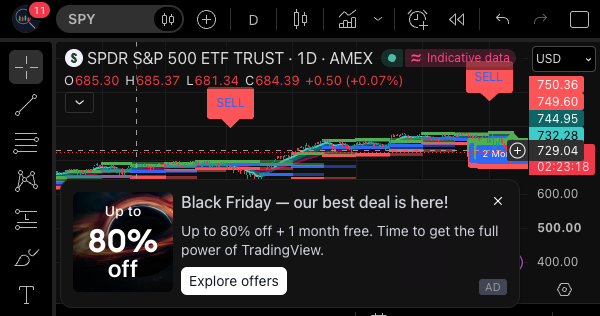 11
SPY
D
$ SPDR S&P 500 ETF TRUST · 1D · AMEX
Indicative data
USD
O685.30 H685.37 L681.34 C684.39 +0.50 (+0.07%)
SELL
SELL
750.36
749.60
744.95
732.28
729.04
02:23:18
600.00
500.00
400.00
Up to
80%
off
Black Friday — our best deal is here!
Up to 80% off + 1 month free. Time to get the full
power of TradingView.
Explore offers
AD
T